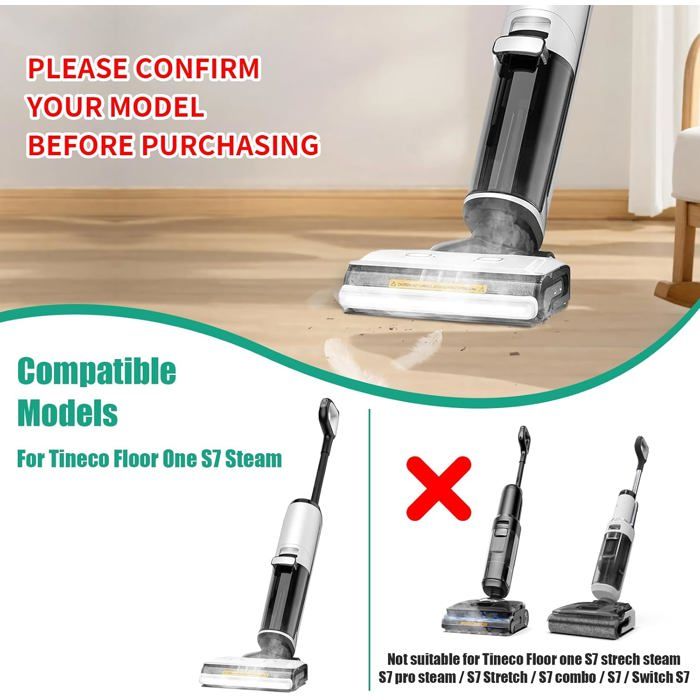 PLEASE CONFIRM
YOUR MODEL
BEFORE PURCHASING
Compatible
Models
For Tineco Floor One S7 Steam
Not suitable for Tineco Floor one S7 strech steam
S7 pro steam / S7 Stretch / S7 combo / S7 / Switch S7